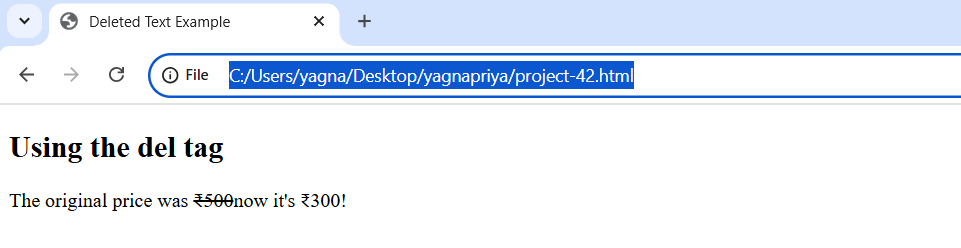 Deleted Text Example
File C:/Users/yagna/Desktop/yagnapriya/project-42.html
Using the del tag
The original price was ₹500now it's ₹300!